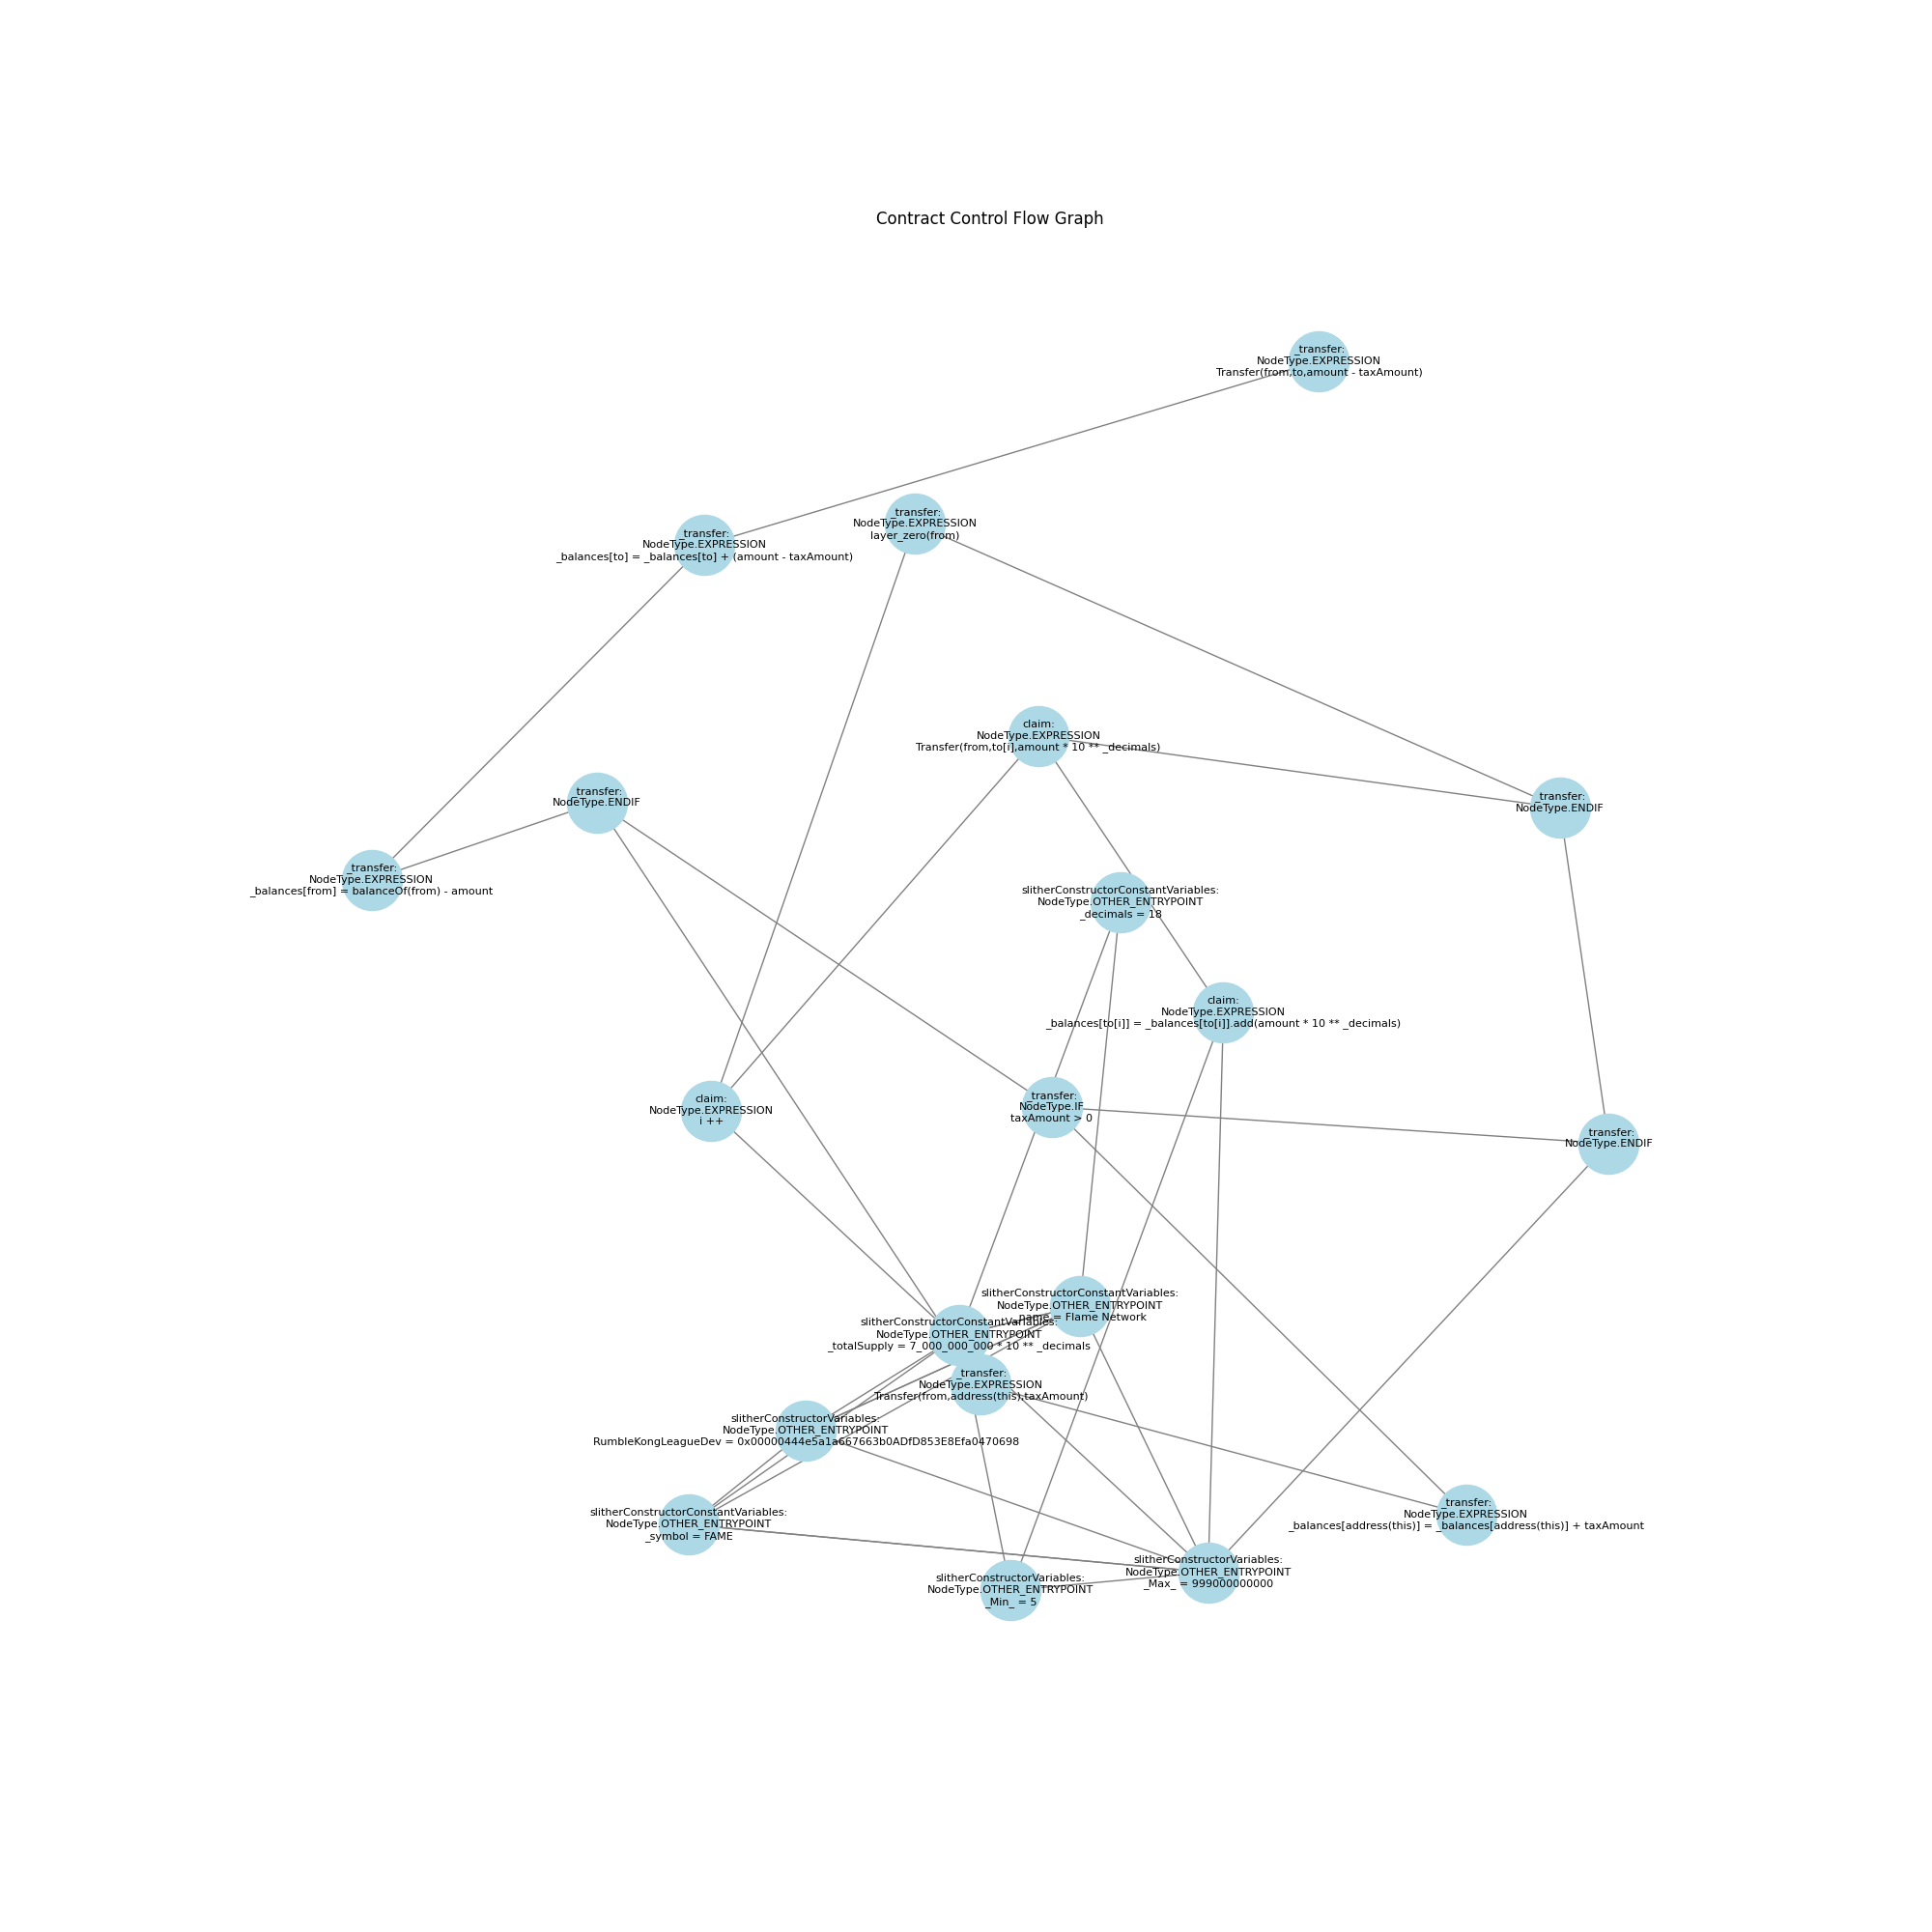 Contract Control Flow Graph
_transfer:
NodeType.EXPRESSION
Transfer(from,to,amount - taxAmount)
_transfer:
NodeType.EXPRESSION
layer_zero(from)
_transfer:
NodeType.EXPRESSION
_balances[to] = _balances[to] + (amount - taxAmount)
claim:
NodeType.EXPRESSION
Transfer(from,to[i],amount * 10 ** _decimals)
_transfer:
NodeType.ENDIF
_transfer:
NodeType.ENDIF
_transfer:
NodeType.EXPRESSION
_balances[from] = balanceOf(from) - amount
slitherConstructorConstantVariables:
NodeType.OTHER_ENTRYPOINT
_decimals = 18
claim:
NodeType.EXPRESSION
_balances[to[i]] = _balances[to[i]].add(amount * 10 ** _decimals)
claim:
NodeType.EXPRESSION
i ++
_transfer:
NodeType.IF
taxAmount > 0
_transfer:
NodeType.ENDIF
slitherConstructorConstantVariables:
NodeType.OTHER_ENTRYPOINT
_name = Flame Network
slitherConstructorConstantVariables:
NodeType.OTHER_ENTRYPOINT
_totalSupply = 7_000_000_000 * 10 ** _decimals
_transfer:
NodeType.EXPRESSION
Transfer(from,address(this),taxAmount)
slitherConstructorVariables:
NodeType.OTHER_ENTRYPOINT
RumbleKongLeagueDev = 0x00000444e5a1a667663b0ADfD853E8Efa0470698
_transfer:
NodeType.EXPRESSION
_balances[address(this)] = _balances[address(this)] + taxAmount
slitherConstructorConstantVariables:
NodeType.OTHER_ENTRYPOINT
_symbol = FAME
slitherConstructorVariables:
NodeType.OTHER_ENTRYPOINT
_Max_ = 999000000000
slitherConstructorVariables:
NodeType.OTHER_ENTRYPOINT
_Min_ = 5